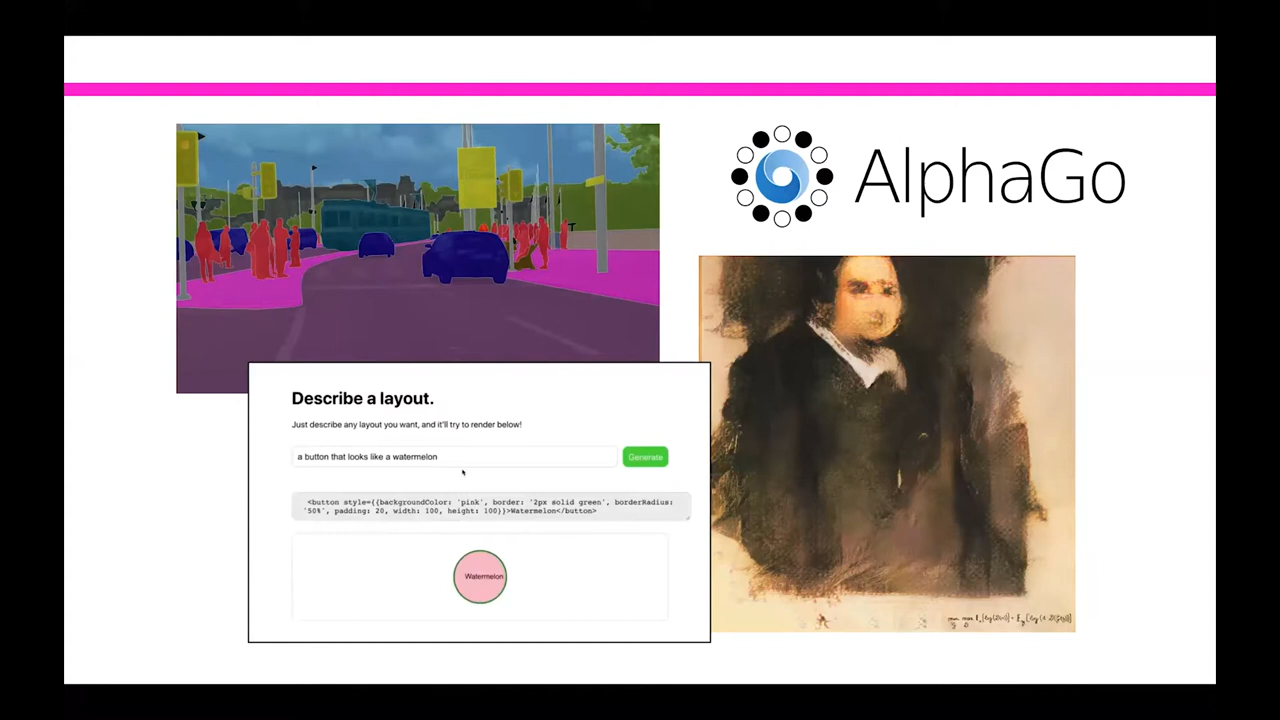 AlphaGo
Describe a layout.
Just describe any layout you want, and it'll try to render below!
a button that looks like a watermelon
Generate
<button style={{backgroundColor: 'pink', border: '2px solid green', borderRadius:
'50%', padding: 20, width: 100, height: 100}}>Watermelon</button>
Watermelon